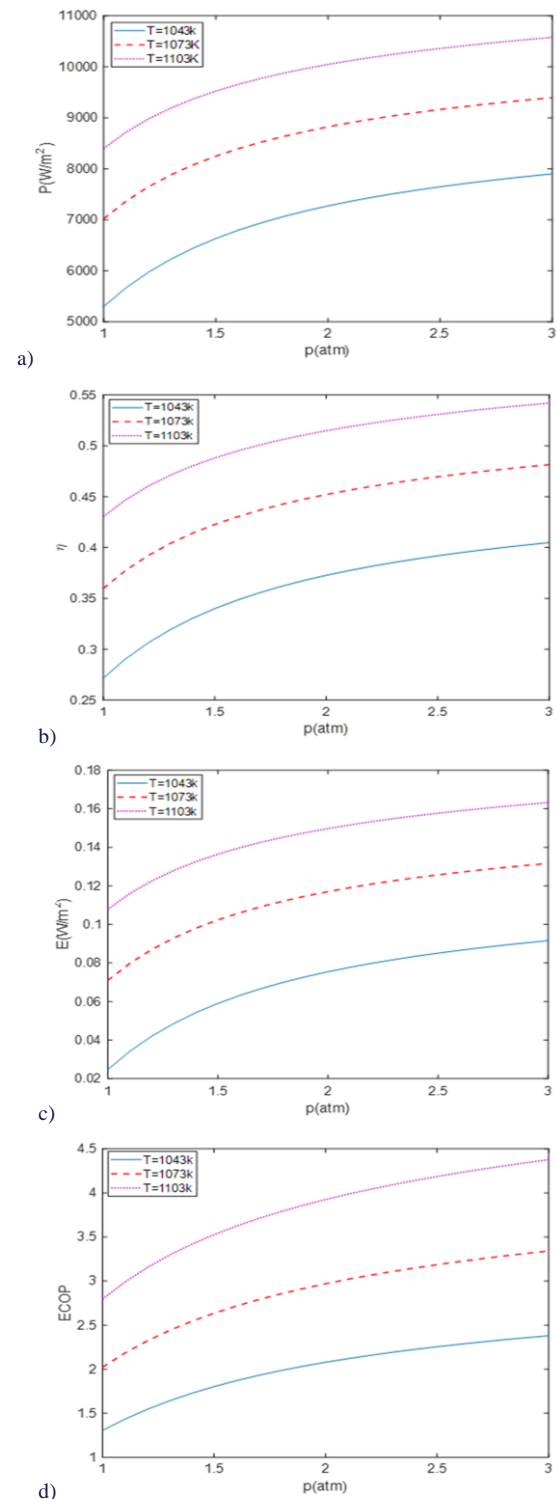 11000
10000
9000
8000
7000
6000
5000
P(W/m²)
T=1043k
T=1073K
T=1103K
1 1.5 2 2.5 3
p(atm)
a)
0.55
0.5
0.45
0.4
0.35
0.3
0.25
η
T=1043k
T=1073k
T=1103k
1 1.5 2 2.5 3
p(atm)
b)
0.18
0.16
0.14
0.12
0.1
0.08
0.06
0.04
0.02
E(W/m²)
T=1043k
T=1073k
T=1103k
1 1.5 2 2.5 3
p(atm)
c)
4.5
4
3.5
3
2.5
2
1.5
1
ECOP
T=1043k
T=1073k
T=1103k
1 1.5 2 2.5 3
p(atm)
d)